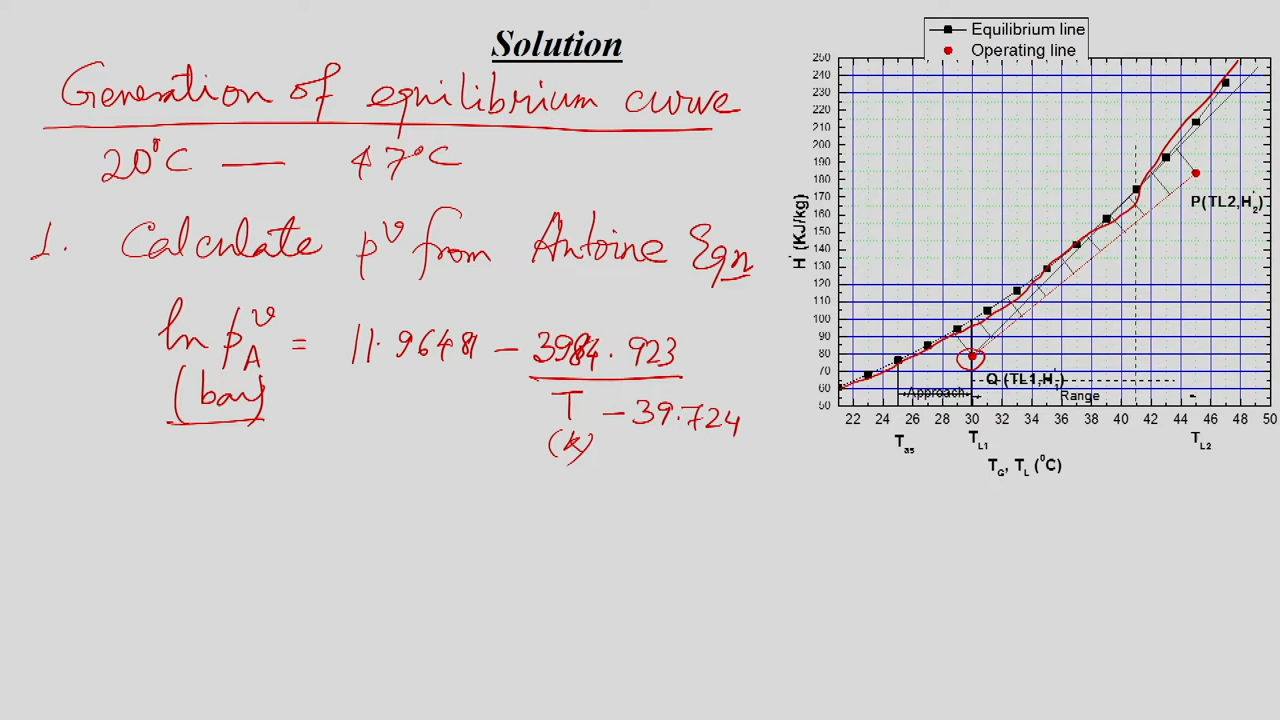 Solution
Generation of equilibrium curve
20°C — 47°C
1. Calculate p^v from Antoine Eqn
ln p_A^v = 11.96481 - 3984.923
(bar) T - 39.724
(K)
Equilibrium line
Operating line
250
240
230
220
210
200
190
180
170
160
150
140
130
120
110
100
90
80
70
60
50
H' (KJ/kg)
P(TL2,H'2)
Q (TL1,H'1)
Approach Range
22 24 26 28 30 32 34 36 38 40 42 44 46 48 50
Tas TL1 TL2
TG, TL (°C)